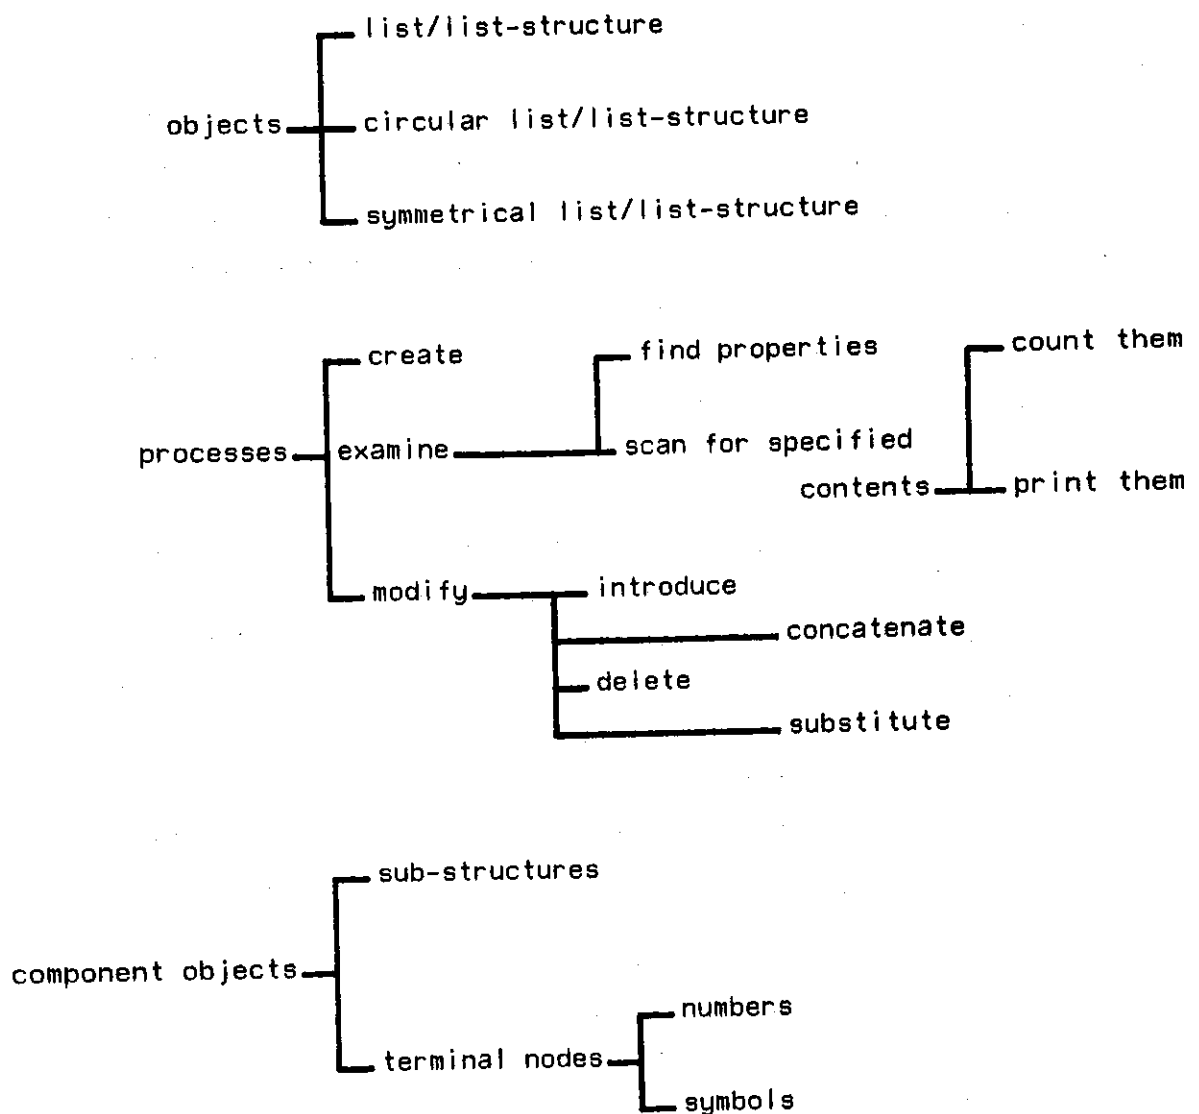 list/list-structure
objects
circular list/list-structure
symmetrical list/list-structure
create
find properties
count them
processes
examine
scan for specified
contents
print them
modify
introduce
concatenate
delete
substitute
sub-structures
component objects
numbers
terminal nodes
symbols